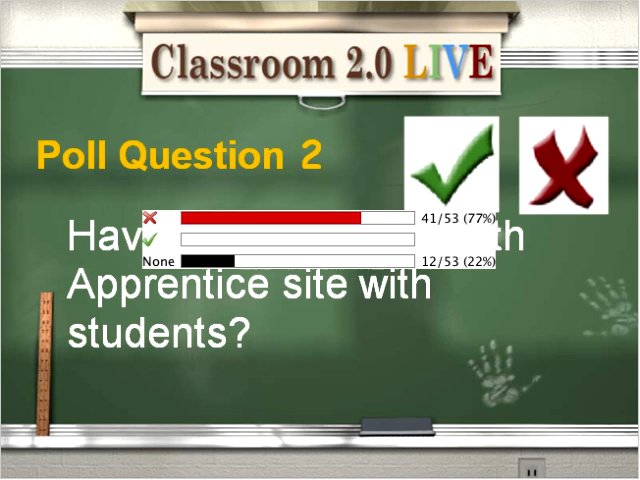 Classroom 2.0 LIVE
Poll Question 2
41/53 (77%)
Hav th
None 12/53 (22%)
Apprentice site with
students?